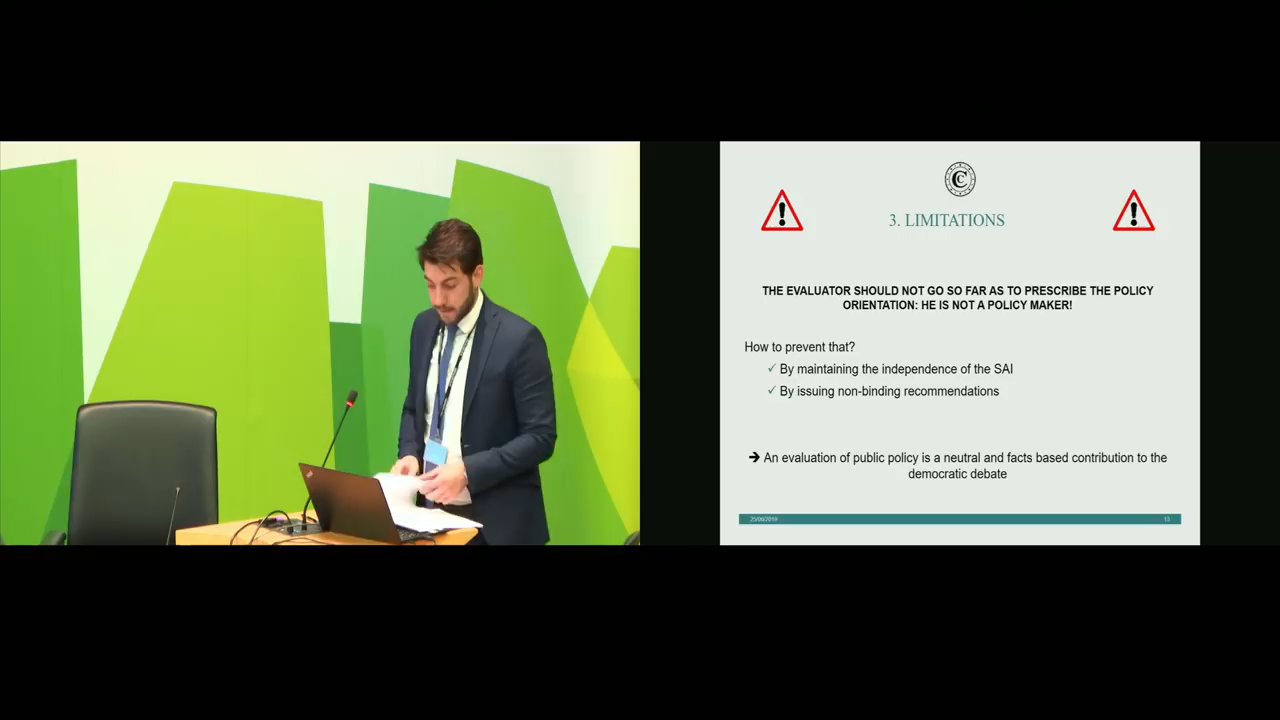 C
3. LIMITATIONS
THE EVALUATOR SHOULD NOT GO SO FAR AS TO PRESCRIBE THE POLICY
ORIENTATION: HE IS NOT A POLICY MAKER!
How to prevent that?
✓ By maintaining the independence of the SAI
✓ By issuing non-binding recommendations
➔ An evaluation of public policy is a neutral and facts based contribution to the
democratic debate